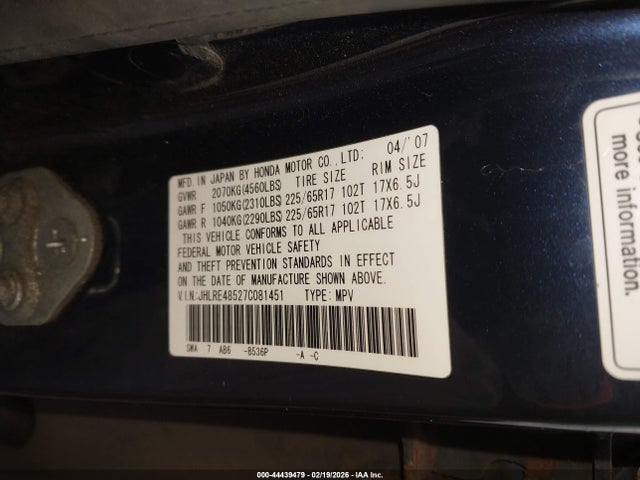 MFD. IN JAPAN BY HONDA MOTOR CO., LTD: 04/'07
GVWR 2070KG(4560LBS) TIRE SIZE RIM SIZE
GAWR F 1050KG(2310LBS) 225/65R17 102T 17X6.5J
GAWR R 1040KG(2290LBS) 225/65R17 102T 17X6.5J
THIS VEHICLE CONFORMS TO ALL APPLICABLE
FEDERAL MOTOR VEHICLE SAFETY
AND THEFT PREVENTION STANDARDS IN EFFECT
ON THE DATE OF MANUFACTURE SHOWN ABOVE.
V.I.N:JHLRE48527C081451 TYPE:MPV
SWA 7 AB6 -B536P -A -C
more information.
000-44439479 - 02/19/2026 - IAA Inc.